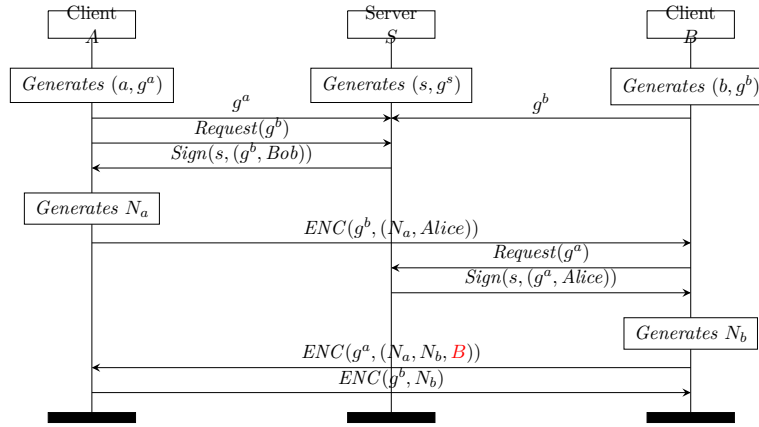 Client A
Server S
Client B
Generates (a, g^a)
Generates (s, g^s)
Generates (b, g^b)
g^a
g^b
Request(g^b)
Sign(s, (g^b, Bob))
Generates N_a
ENC(g^b, (N_a, Alice))
Request(g^a)
Sign(s, (g^a, Alice))
Generates N_b
ENC(g^a, (N_a, N_b, B))
ENC(g^b, N_b)